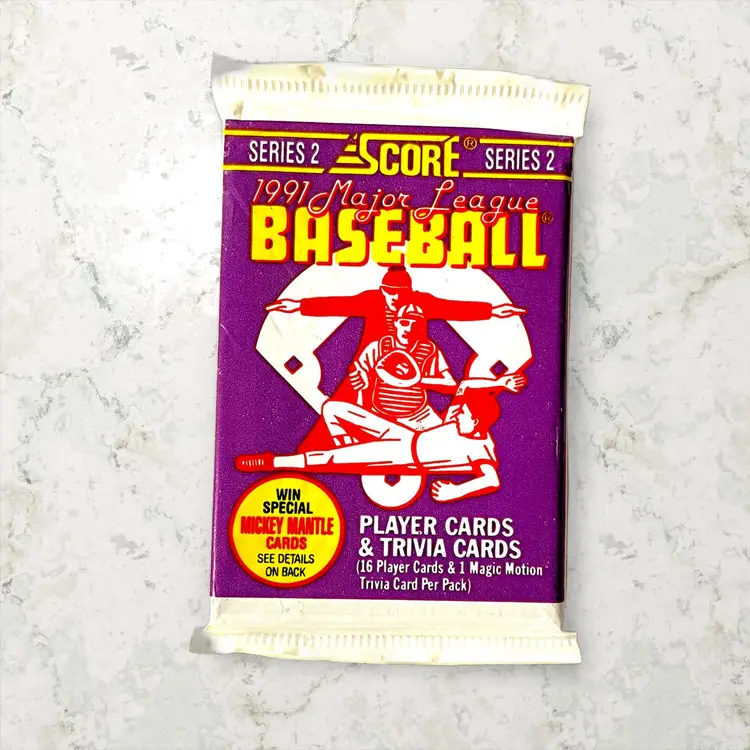 SERIES 2 SCORE® SERIES 2
1991 Major League
BASEBALL®
WIN
SPECIAL
MICKEY MANTLE
CARDS
SEE DETAILS
ON BACK
PLAYER CARDS
& TRIVIA CARDS
(16 Player Cards & 1 Magic Motion
Trivia Card Per Pack)